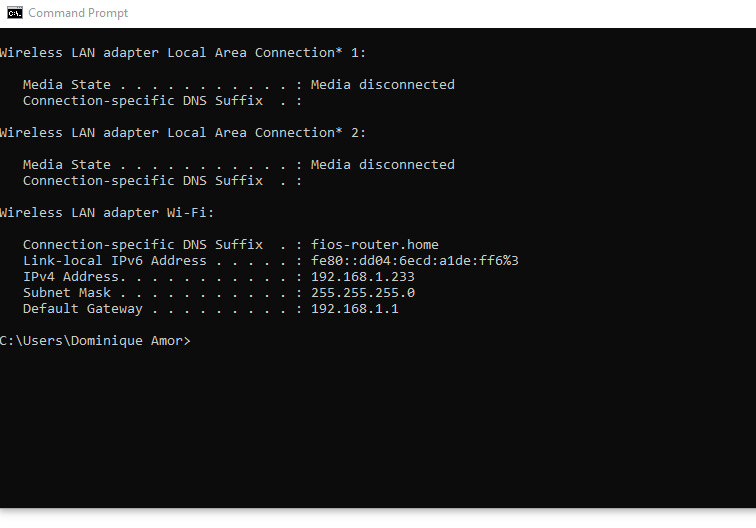 Command Prompt
Wireless LAN adapter Local Area Connection* 1:
Media State . . . . . . . . . . . : Media disconnected
Connection-specific DNS Suffix  . :
Wireless LAN adapter Local Area Connection* 2:
Media State . . . . . . . . . . . : Media disconnected
Connection-specific DNS Suffix  . :
Wireless LAN adapter Wi-Fi:
Connection-specific DNS Suffix  . : fios-router.home
Link-local IPv6 Address . . . . . : fe80::dd04:6ecd:a1de:ff6%3
IPv4 Address. . . . . . . . . . . : 192.168.1.233
Subnet Mask . . . . . . . . . . . : 255.255.255.0
Default Gateway . . . . . . . . . : 192.168.1.1
C:\Users\Dominique Amor>